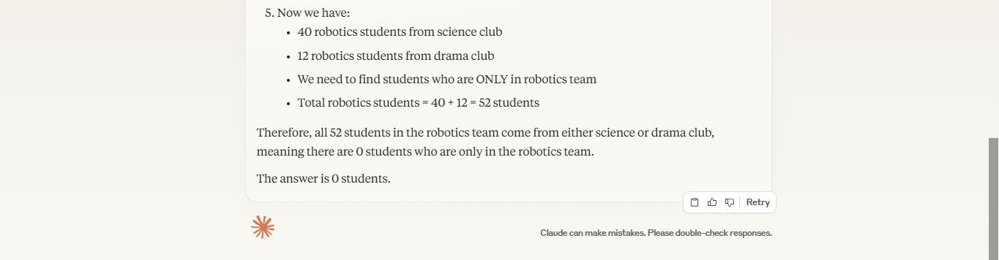 5. Now we have:
• 40 robotics students from science club
• 12 robotics students from drama club
• We need to find students who are ONLY in robotics team
• Total robotics students = 40 + 12 = 52 students
Therefore, all 52 students in the robotics team come from either science or drama club,
meaning there are 0 students who are only in the robotics team.
The answer is 0 students.
Retry
Claude can make mistakes. Please double-check responses.